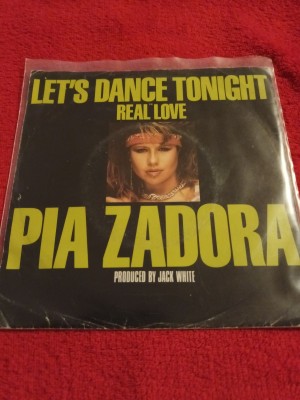 LET'S DANCE TONIGHT
REAL LOVE
PIA ZADORA
PRODUCED BY JACK WHITE